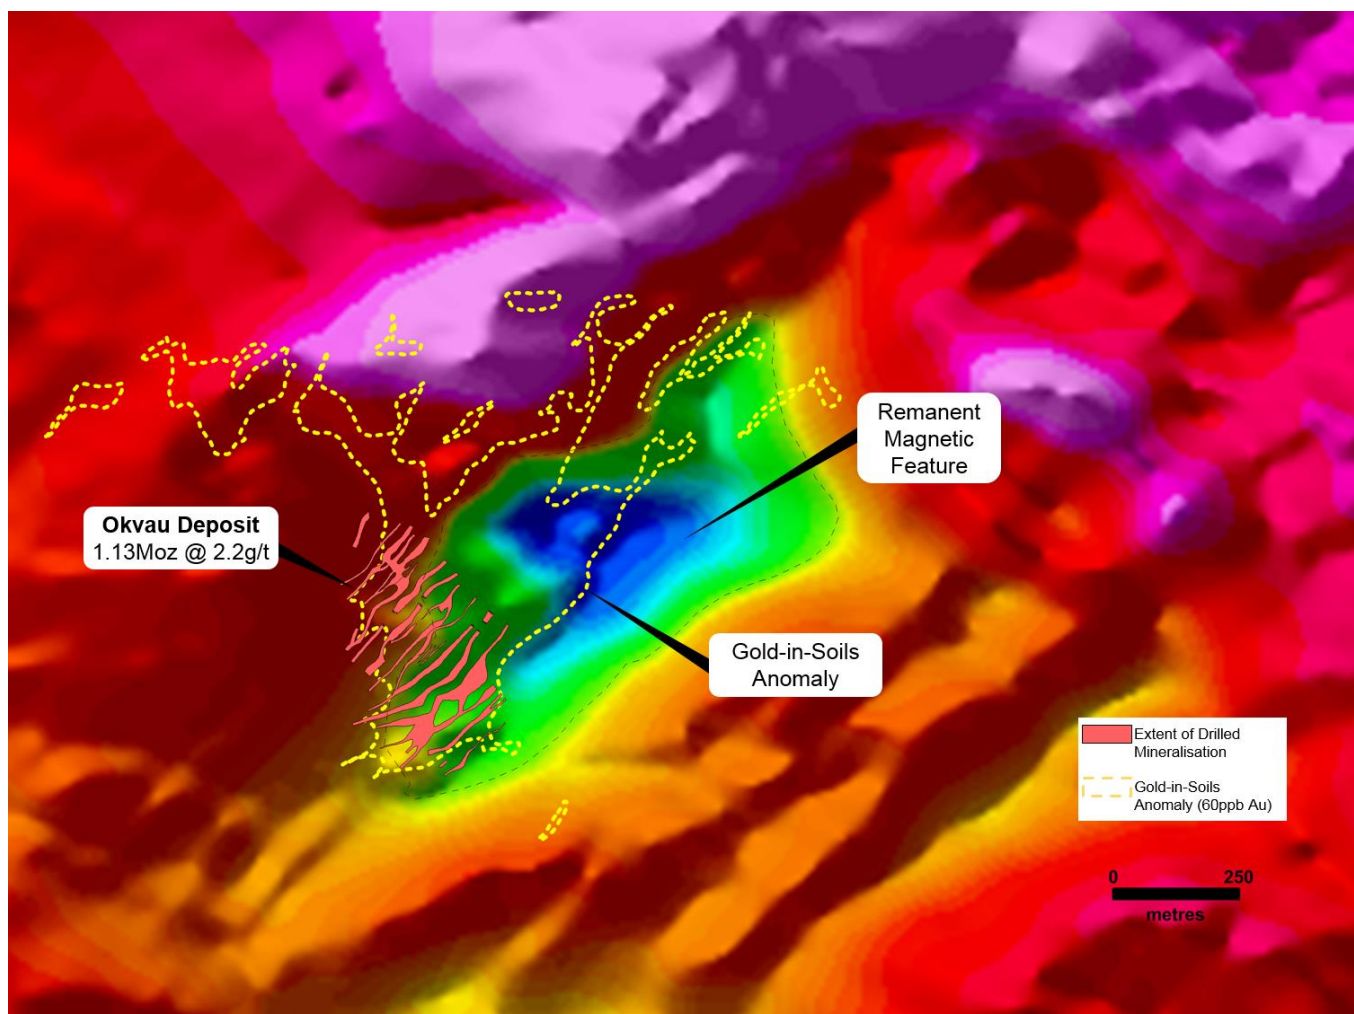 Remanent
Magnetic
Feature
Okvau Deposit
1.13Moz @ 2.2g/t
Gold-in-Soils
Anomaly
Extent of Drilled
Mineralisation
Gold-in-Soils
Anomaly (60ppb Au)
0 250
metres